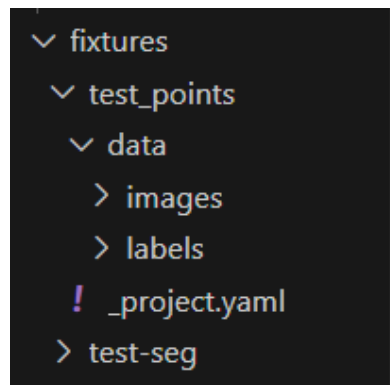 fixtures
test_points
data
images
labels
! _project.yaml
test-seg